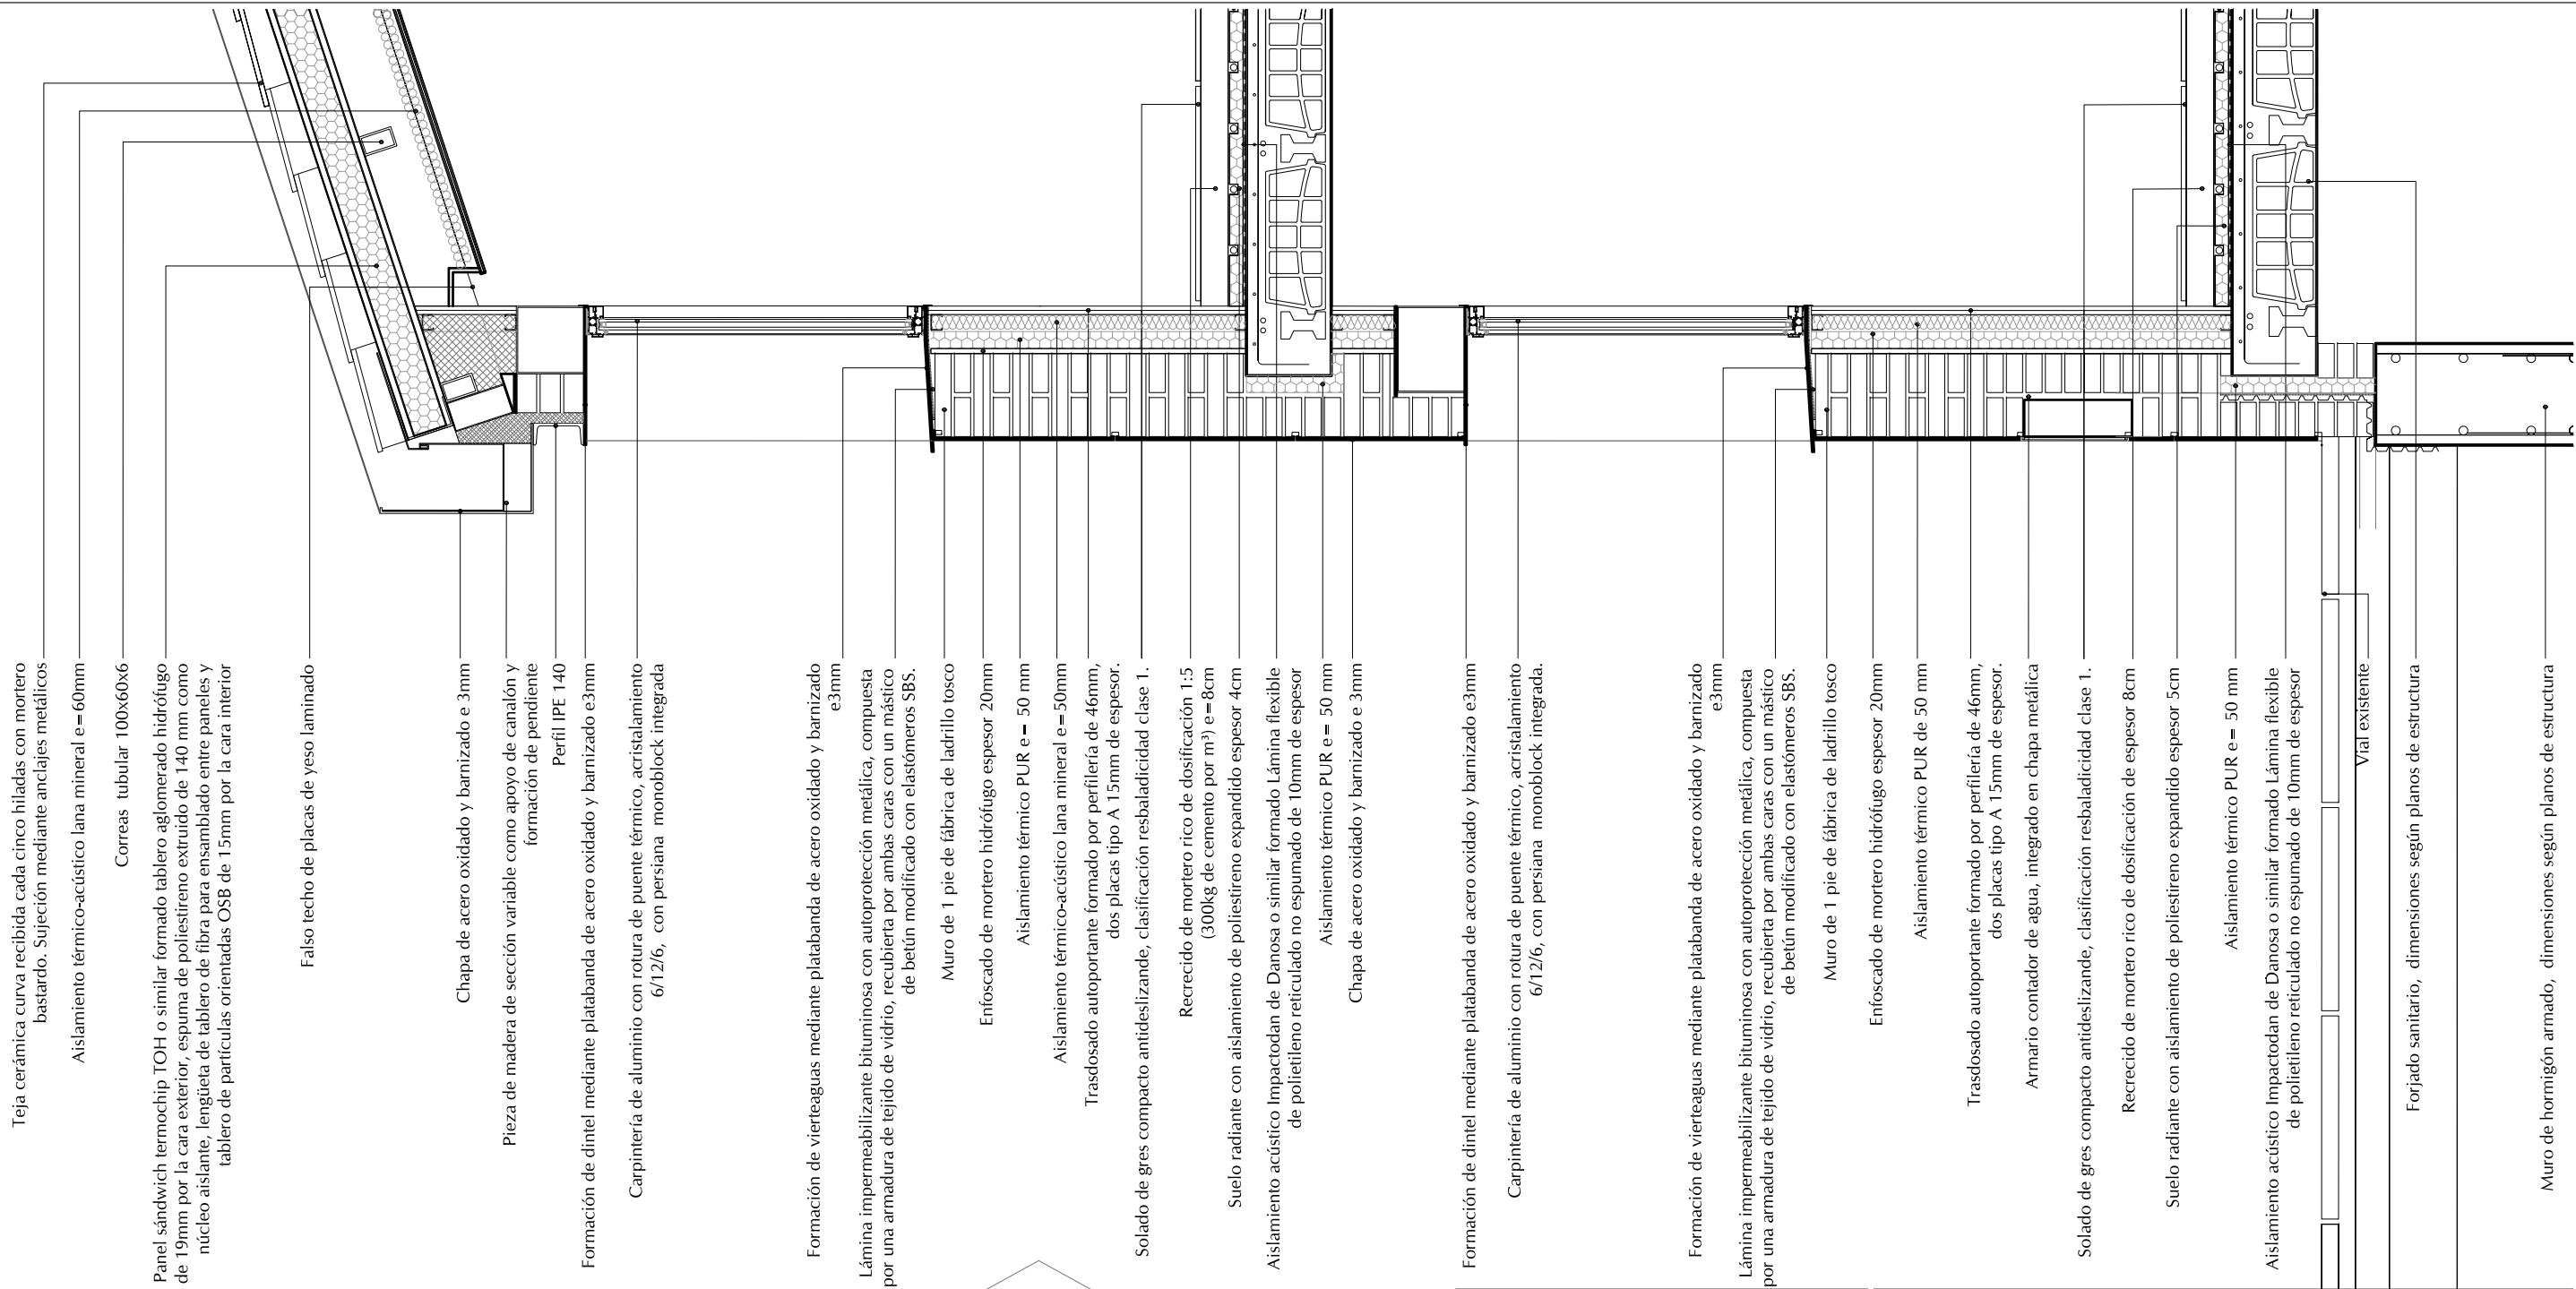 Teja cerámica curva recibida cada cinco hiladas con mortero
bastardo. Sujeción mediante anclajes metálicos
Aislamiento térmico-acústico lana mineral e=60mm
Correas tubular 100x60x6
Panel sándwich termochip TOH o similar formado tablero aglomerado hidrófugo
de 19mm por la cara exterior, espuma de poliestireno extruido de 140 mm como
núcleo aislante, lengüeta de tablero de fibra para ensamblado entre paneles y
tablero de partículas orientadas OSB de 15mm por la cara interior
Falso techo de placas de yeso laminado
Chapa de acero oxidado y barnizado e 3mm
Pieza de madera de sección variable como apoyo de canalón y
formación de pendiente
Perfil IPE 140
Formación de dintel mediante platabanda de acero oxidado y barnizado e3mm
Carpintería de aluminio con rotura de puente térmico, acristalamiento
6/12/6, con persiana monoblock integrada
Formación de vierteaguas mediante platabanda de acero oxidado y barnizado
e3mm
Lámina impermeabilizante bituminosa con autoprotección metálica, compuesta
por una armadura de tejido de vidrio, recubierta por ambas caras con un mástico
de betún modificado con elastómeros SBS.
Muro de 1 pie de fábrica de ladrillo tosco
Enfoscado de mortero hidrófugo espesor 20mm
Aislamiento térmico PUR e= 50 mm
Aislamiento térmico-acústico lana mineral e=50mm
Trasdosado autoportante formado por perfilería de 46mm,
dos placas tipo A 15mm de espesor.
Solado de gres compacto antideslizande, clasificación resbaladicidad clase 1.
Recrecido de mortero rico de dosificación 1:5
(300kg de cemento por m³) e=8cm
Suelo radiante con aislamiento de poliestireno expandido espesor 4cm
Aislamiento acústico Impactodan de Danosa o similar formado Lámina flexible
de polietileno reticulado no espumado de 10mm de espesor
Aislamiento térmico PUR e= 50 mm
Chapa de acero oxidado y barnizado e 3mm
Formación de dintel mediante platabanda de acero oxidado y barnizado e3mm
Carpintería de aluminio con rotura de puente térmico, acristalamiento
6/12/6, con persiana monoblock integrada.
Formación de vierteaguas mediante platabanda de acero oxidado y barnizado
e3mm
Lámina impermeabilizante bituminosa con autoprotección metálica, compuesta
por una armadura de tejido de vidrio, recubierta por ambas caras con un mástico
de betún modificado con elastómeros SBS.
Muro de 1 pie de fábrica de ladrillo tosco
Enfoscado de mortero hidrófugo espesor 20mm
Aislamiento térmico PUR de 50 mm
Trasdosado autoportante formado por perfilería de 46mm,
dos placas tipo A 15mm de espesor.
Armario contador de agua, integrado en chapa metálica
Solado de gres compacto antideslizande, clasificación resbaladicidad clase 1.
Recrecido de mortero rico de dosificación de espesor 8cm
Suelo radiante con aislamiento de poliestireno expandido espesor 5cm
Aislamiento térmico PUR e= 50 mm
Aislamiento acústico Impactodan de Danosa o similar formado Lámina flexible
de polietileno reticulado no espumado de 10mm de espesor
Vial existente
Forjado sanitario, dimensiones según planos de estructura
Muro de hormigón armado, dimensiones según planos de estructura